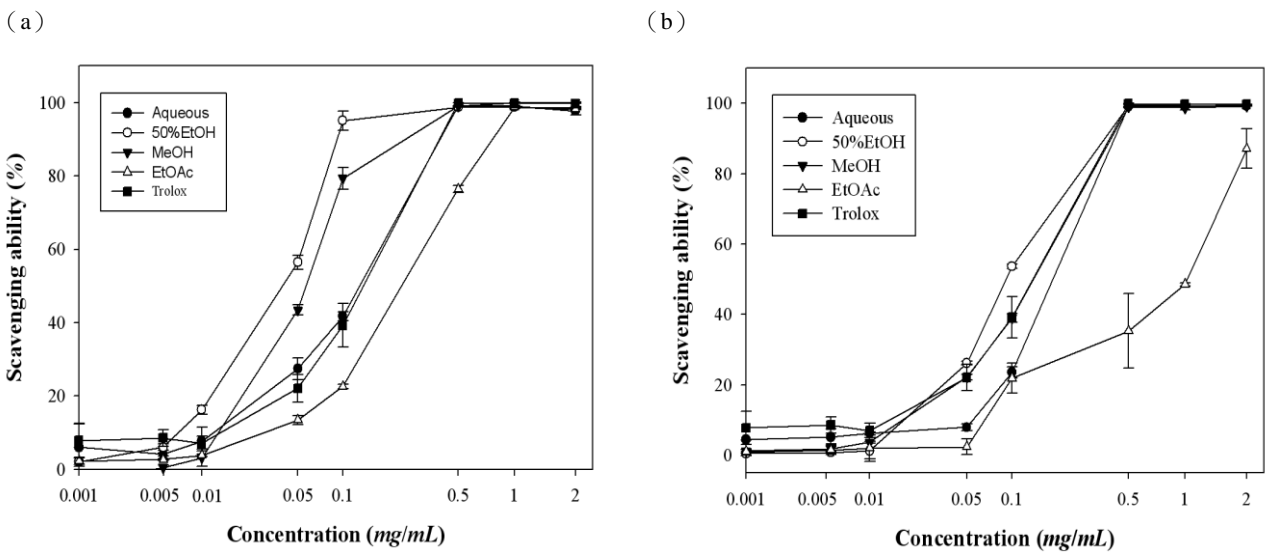 （a）
（b）
Scavenging ability (%)
100
80
60
40
20
0
Aqueous
50%EtOH
MeOH
EtOAc
Trolox
0.001
0.005
0.01
0.05
0.1
0.5
1
2
Concentration (mg/mL)
Scavenging ability (%)
100
80
60
40
20
0
Aqueous
50%EtOH
MeOH
EtOAc
Trolox
0.001
0.005
0.01
0.05
0.1
0.5
1
2
Concentration (mg/mL)